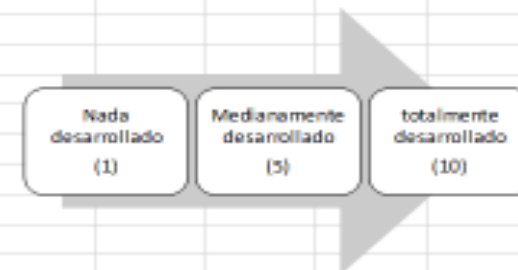 Nada
desarrollado
(1)
Medianamente
desarrollado
(5)
totalmente
desarrollado
(10)